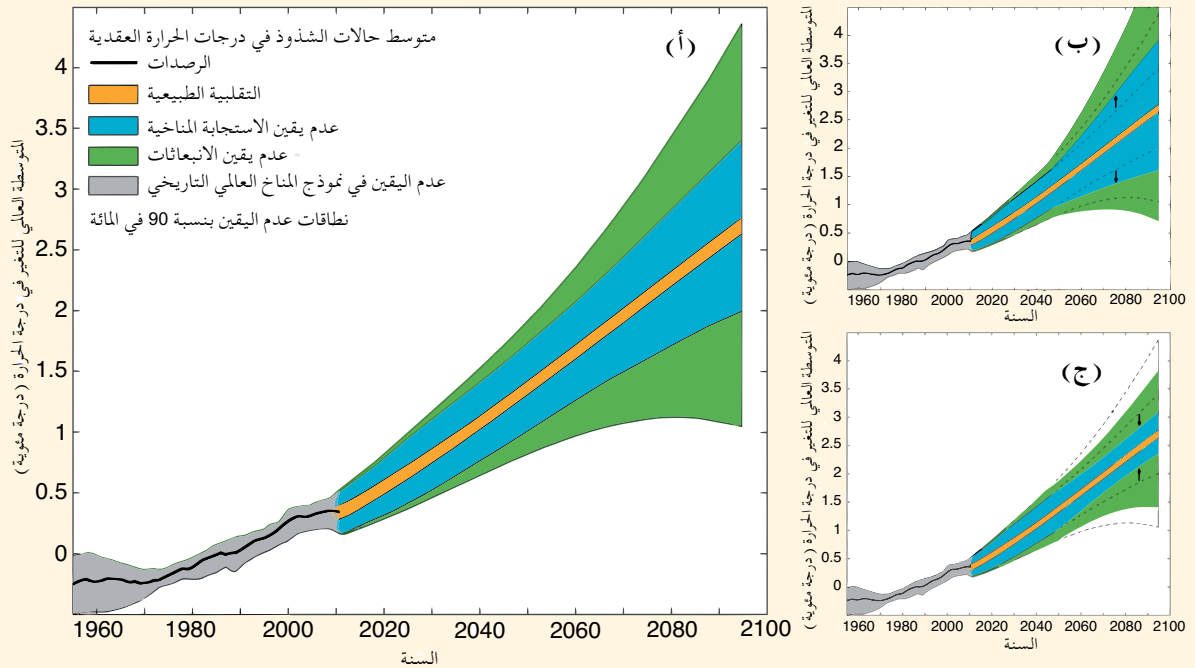 (أ)
متوسط حالات الشذوذ في درجات الحرارة العقدية
الرصدات
التقلبية الطبيعية
عدم يقين الاستجابة المناخية
عدم يقين الانبعاثات
عدم اليقين في نموذج المناخ العالمي التاريخي
نطاقات عدم اليقين بنسبة 90 في المائة
المتوسطة العالمي للتغير في درجة الحرارة (درجة مئوية)
4
3.5
3
2.5
2
1.5
1
0.5
0
1960 1980 2000 2020 2040 2060 2080 2100
السنة
(ب)
المتوسطة العالمي للتغير في درجة الحرارة (درجة مئوية)
4
3.5
3
2.5
2
1.5
1
0.5
0
1960 1980 2000 2020 2040 2060 2080 2100
السنة
(ج)
المتوسطة العالمي للتغير في درجة الحرارة (درجة مئوية)
4
3.5
3
2.5
2
1.5
1
0.5
0
1960 1980 2000 2020 2040 2060 2080 2100
السنة